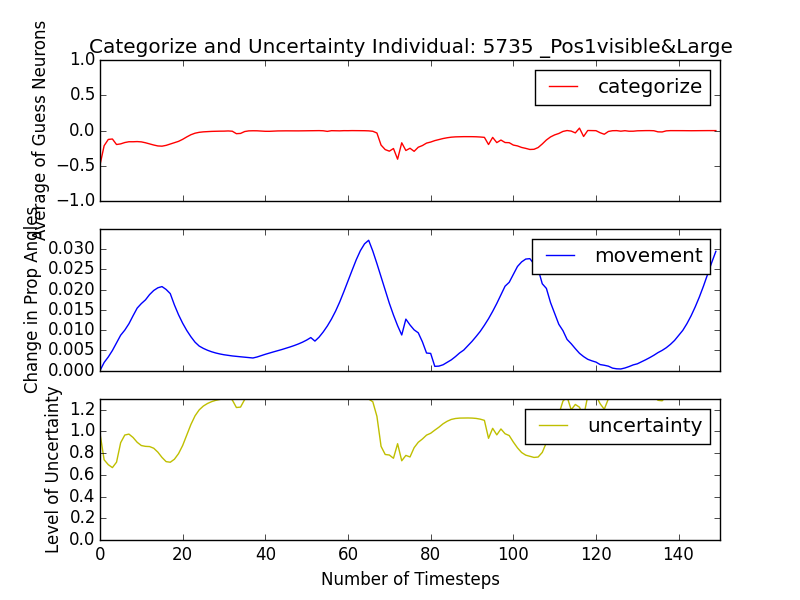 Categorize and Uncertainty Individual: 5735 _Pos1visible&Large
Average of Guess Neurons
1.0
0.5
0.0
−0.5
−1.0
categorize
Change in Prop Angles
0.030
0.025
0.020
0.015
0.010
0.005
0.000
movement
Level of Uncertainty
1.2
1.0
0.8
0.6
0.4
0.2
0.0
uncertainty
0 20 40 60 80 100 120 140
Number of Timesteps